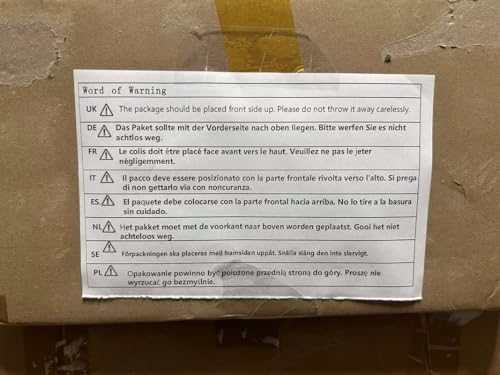 Word of Warning
UK The package should be placed front side up. Please do not throw it away carelessly.
DE Das Paket sollte mit der Vorderseite nach oben liegen. Bitte werfen Sie es nicht
achtlos weg.
FR Le colis doit être placé face avant vers le haut. Veuillez ne pas le jeter
négligemment.
IT Il pacco deve essere posizionato con la parte frontale rivolta verso l'alto. Si prega
di non gettarlo via con noncuranza.
ES. El paquete debe colocarse con la parte frontal hacia arriba. No lo tire a la basura
sin cuidado.
NL Het pakket moet met de voorkant naar boven worden geplaatst. Gooi het niet
achteloos weg.
SE Förpackningen ska placeras med framsidan uppåt. Snälla släng den inte slarvigt.
PL Opakowanie powinno być położone przednią stroną do góry. Proszę nie
wyrzucać go bezmyślnie.